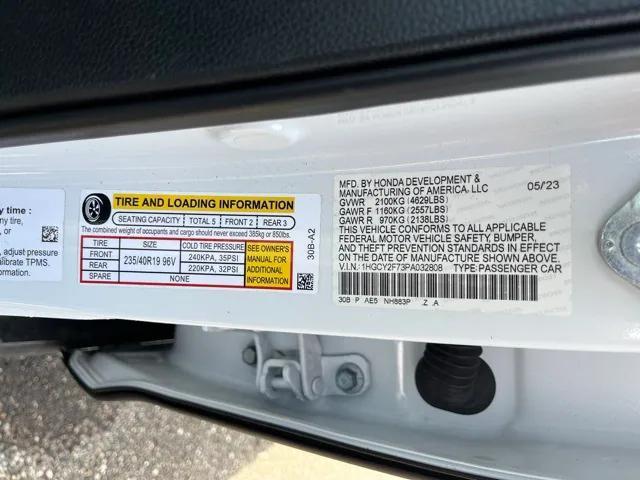 ny time :
ny tire,
.
, adjust pressure
librate TPMS.
TIRE AND LOADING INFORMATION
SEATING CAPACITY TOTAL 5 FRONT 2 REAR 3
The combined weight of occupants and cargo should never exceed 385kg or 850lbs.
TIRE SIZE COLD TIRE PRESSURE
FRONT 235/40R19 96V 240KPA, 35PSI
REAR 220KPA, 32PSI
SPARE NONE
SEE OWNER'S
MANUAL FOR
ADDITIONAL
INFORMATION
30B-A2
MFD. BY HONDA DEVELOPMENT &
MANUFACTURING OF AMERICA, LLC 05/23
GVWR 2100KG (4629LBS)
GAWR F 1160KG (2557LBS)
GAWR R 970KG (2138LBS)
THIS VEHICLE CONFORMS TO ALL APPLICABLE
FEDERAL MOTOR VEHICLE SAFETY, BUMPER,
AND THEFT PREVENTION STANDARDS IN EFFECT
ON THE DATE OF MANUFACTURE SHOWN ABOVE.
V.I.N.:1HGCY2F73PA032808 TYPE:PASSENGER CAR
30B P AE5 NH883P Z A